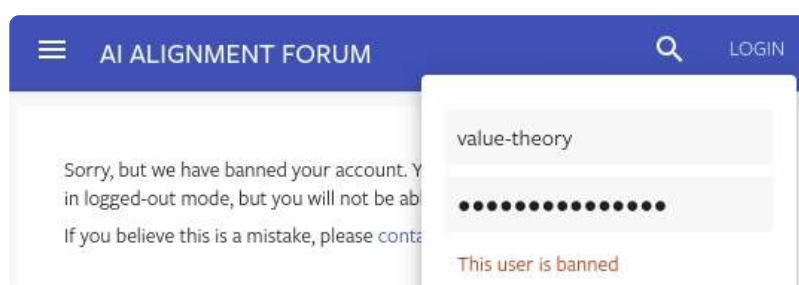 AI ALIGNMENT FORUM
LOGIN
Sorry, but we have banned your account. Y
in logged-out mode, but you will not be ab
If you believe this is a mistake, please conta
value-theory
●●●●●●●●●●●●●●●
This user is banned